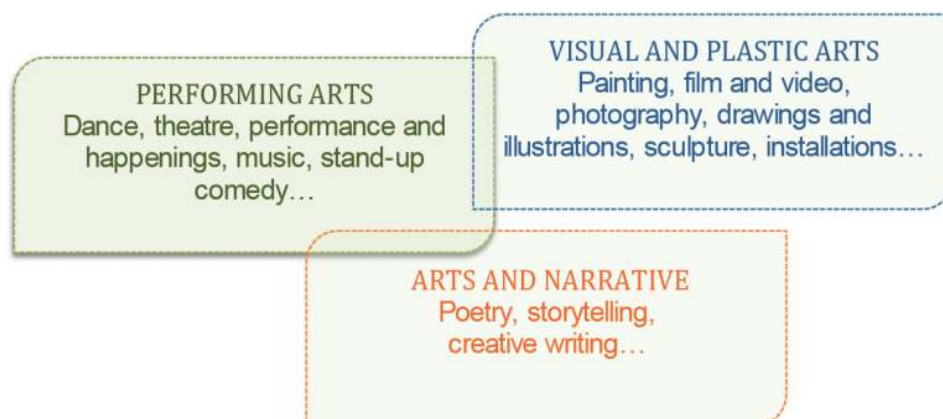 PERFORMING ARTS
Dance, theatre, performance and
happenings, music, stand-up
comedy…
VISUAL AND PLASTIC ARTS
Painting, film and video,
photography, drawings and
illustrations, sculpture, installations…
ARTS AND NARRATIVE
Poetry, storytelling,
creative writing…